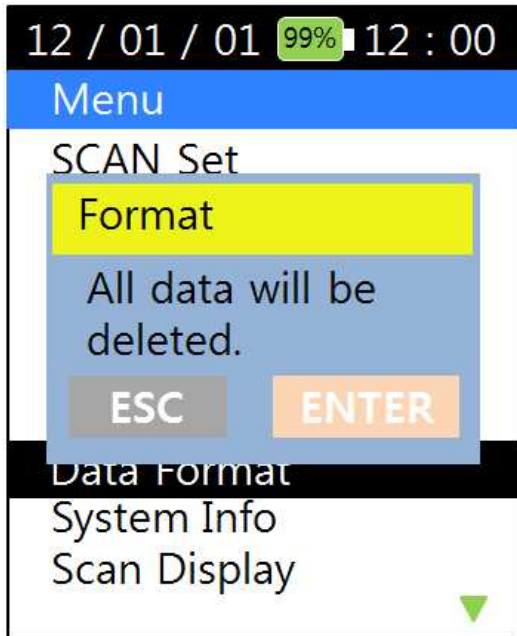 12 / 01 / 01 99% 12 : 00
Menu
SCAN Set
Format
All data will be
deleted.
ESC ENTER
Data Format
System Info
Scan Display